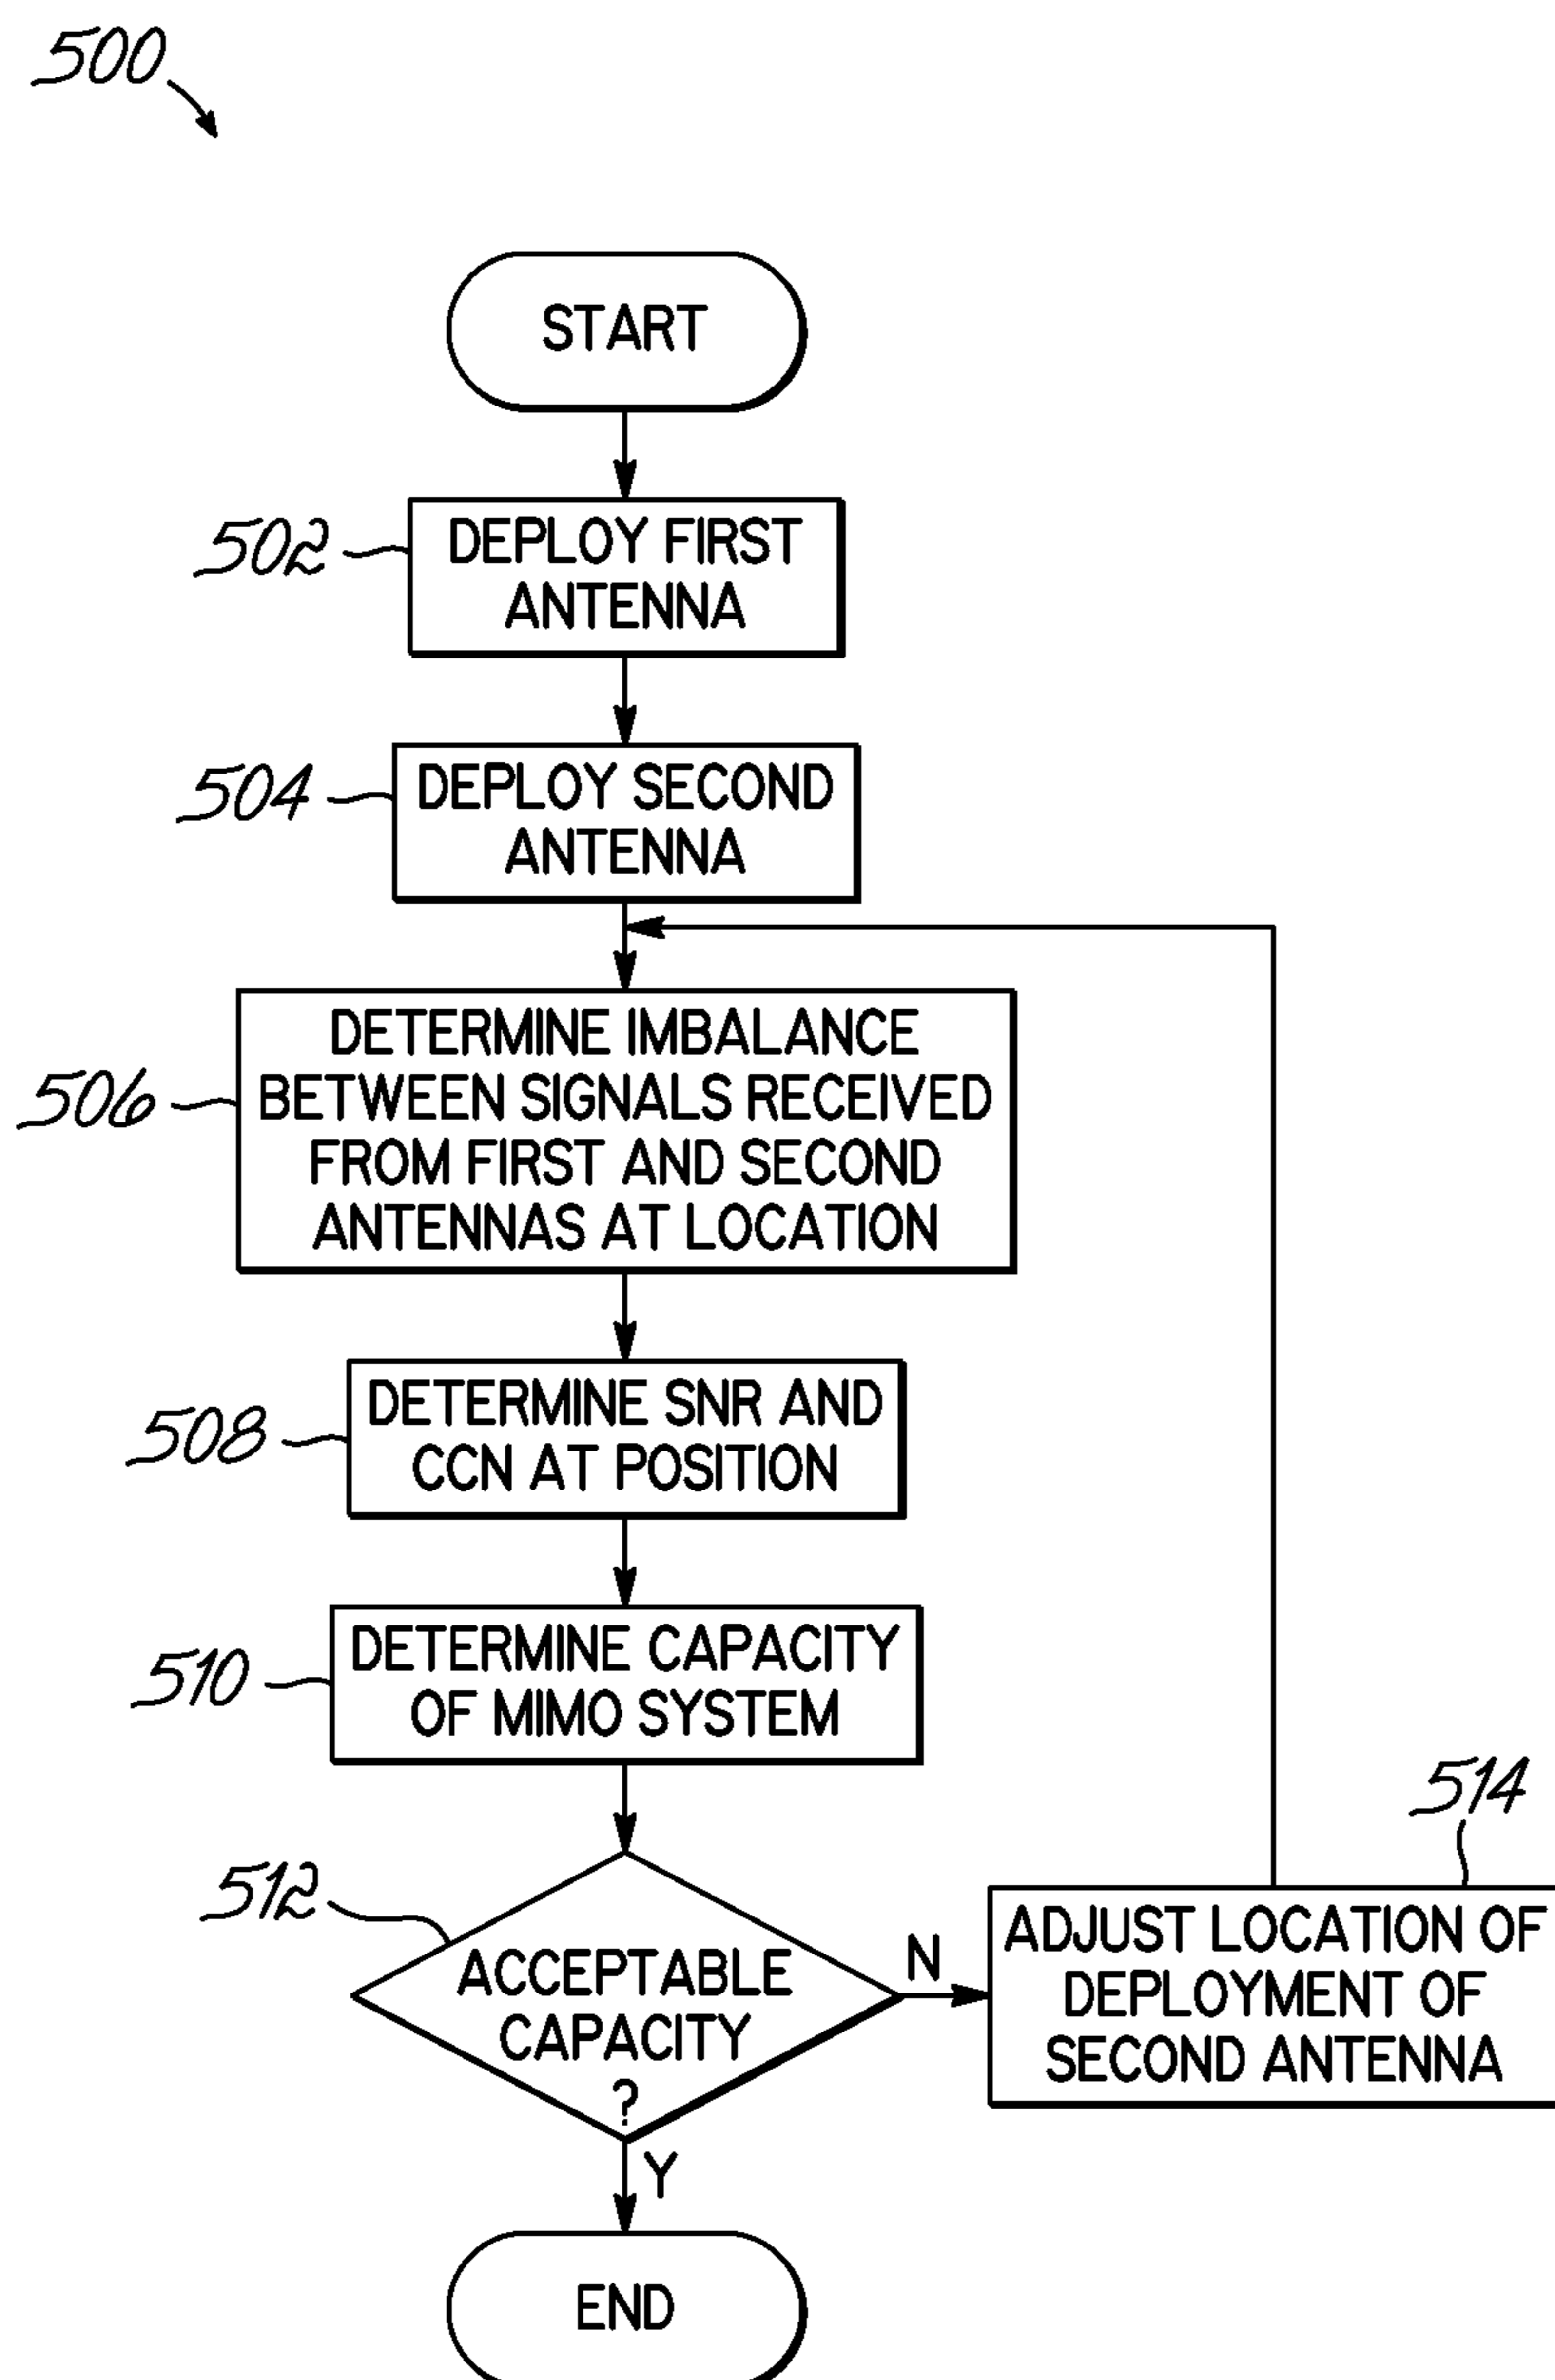 500
START
502
DEPLOY FIRST
ANTENNA
504
DEPLOY SECOND
ANTENNA
506
DETERMINE IMBALANCE
BETWEEN SIGNALS RECEIVED
FROM FIRST AND SECOND
ANTENNAS AT LOCATION
508
DETERMINE SNR AND
CCN AT POSITION
510
DETERMINE CAPACITY
OF MIMO SYSTEM
512
ACCEPTABLE
CAPACITY
?
N
514
ADJUST LOCATION OF
DEPLOYMENT OF
SECOND ANTENNA
Y
END